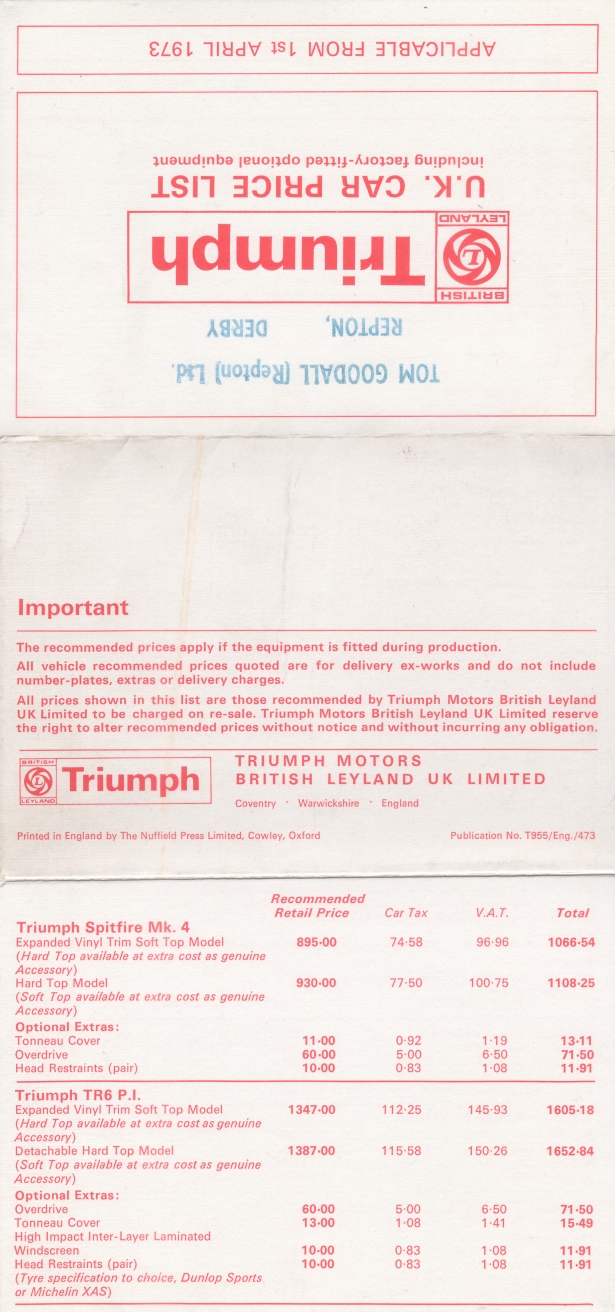 APPLICABLE FROM 1st APRIL 1973
TOM GOODALL (Repton) Ltd.
REPTON, DERBY
BRITISH
LEYLAND
Triumph
U.K. CAR PRICE LIST
including factory-fitted optional equipment
Important
The recommended prices apply if the equipment is fitted during production.
All vehicle recommended prices quoted are for delivery ex-works and do not include
number-plates, extras or delivery charges.
All prices shown in this list are those recommended by Triumph Motors British Leyland
UK Limited to be charged on re-sale. Triumph Motors British Leyland UK Limited reserve
the right to alter recommended prices without notice and without incurring any obligation.
BRITISH
LEYLAND
Triumph
TRIUMPH MOTORS
BRITISH LEYLAND UK LIMITED
Coventry · Warwickshire · England
Printed in England by The Nuffield Press Limited, Cowley, Oxford Publication No. T955/Eng./473
Recommended
Retail Price Car Tax V.A.T. Total
Triumph Spitfire Mk. 4
Expanded Vinyl Trim Soft Top Model 895·00 74·58 96·96 1066·54
(Hard Top available at extra cost as genuine
Accessory)
Hard Top Model 930·00 77·50 100·75 1108·25
(Soft Top available at extra cost as genuine
Accessory)
Optional Extras:
Tonneau Cover 11·00 0·92 1·19 13·11
Overdrive 60·00 5·00 6·50 71·50
Head Restraints (pair) 10·00 0·83 1·08 11·91
Triumph TR6 P.I.
Expanded Vinyl Trim Soft Top Model 1347·00 112·25 145·93 1605·18
(Hard Top available at extra cost as genuine
Accessory)
Detachable Hard Top Model 1387·00 115·58 150·26 1652·84
(Soft Top available at extra cost as genuine
Accessory)
Optional Extras:
Overdrive 60·00 5·00 6·50 71·50
Tonneau Cover 13·00 1·08 1·41 15·49
High Impact Inter-Layer Laminated
Windscreen 10·00 0·83 1·08 11·91
Head Restraints (pair) 10·00 0·83 1·08 11·91
(Tyre specification to choice, Dunlop Sports
or Michelin XAS)